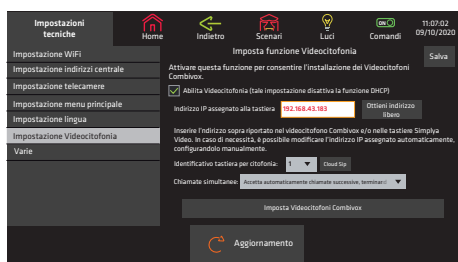 Impostazioni
tecniche
Home
Indietro
Scenari
Luci
ON
Comandi
11:07:02
09/10/2020
Impostazione WiFi
Impostazione indirizzi centrale
Impostazione telecamere
Impostazione menu principale
Impostazione lingua
Impostazione Videocitofonia
Varie
Imposta funzione Videocitofonia
Salva
Attivare questa funzione per consentire l'installazione dei Videocitofoni
Combivox.
Abilita Videocitofonia (tale impostazione disattiva la funzione DHCP)
Indirizzo IP assegnato alla tastiera
192.168.43.183
Ottieni indirizzo
libero
Inserire l'indirizzo sopra riportato nel videocitofono Combivox e/o nelle tastiere Simplya
Video. In caso di necessità, è possibile modificare l'indirizzo IP assegnato automaticamente,
configurandolo manualmente.
Identificativo tastiera per citofonia:
1
Cloud Sip
Chiamate simultanee:
Accetta automaticamente chiamate successive, terminand
Imposta Videocitofoni Combivox
Aggiornamento